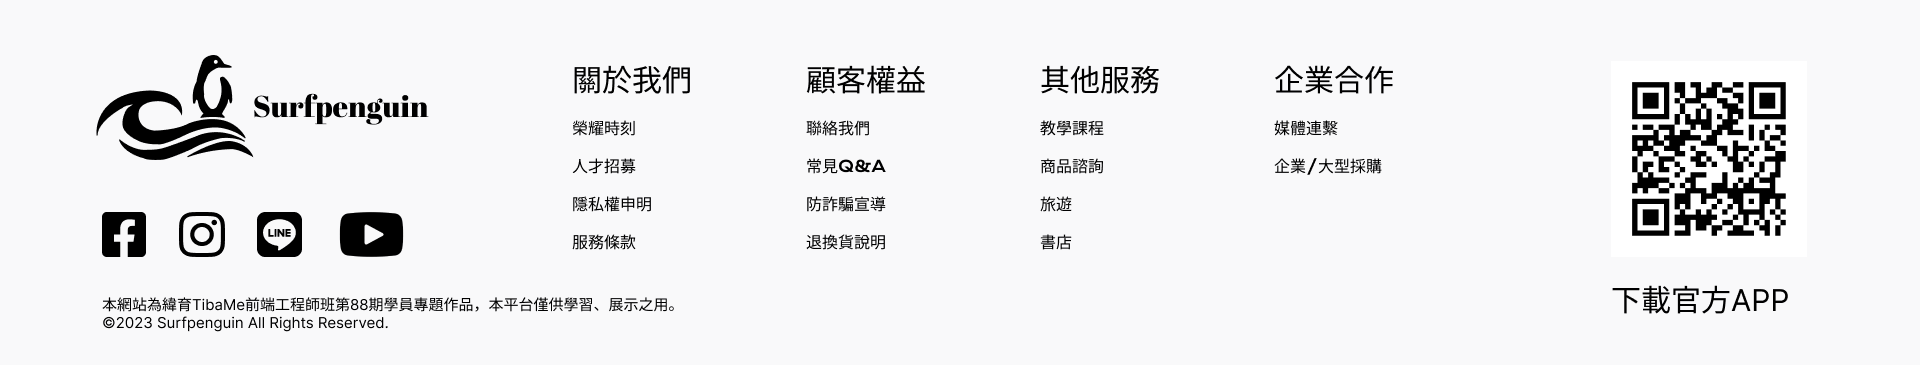 Surfpenguin
關於我們
榮耀時刻
人才招募
隱私權申明
服務條款
顧客權益
聯絡我們
常見Q&A
防詐騙宣導
退換貨說明
其他服務
教學課程
商品諮詢
旅遊
書店
企業合作
媒體連繫
企業/大型採購
LINE
本網站為緯育TibaMe前端工程師班第88期學員專題作品，本平台僅供學習、展示之用。
©2023 Surfpenguin All Rights Reserved.
下載官方APP